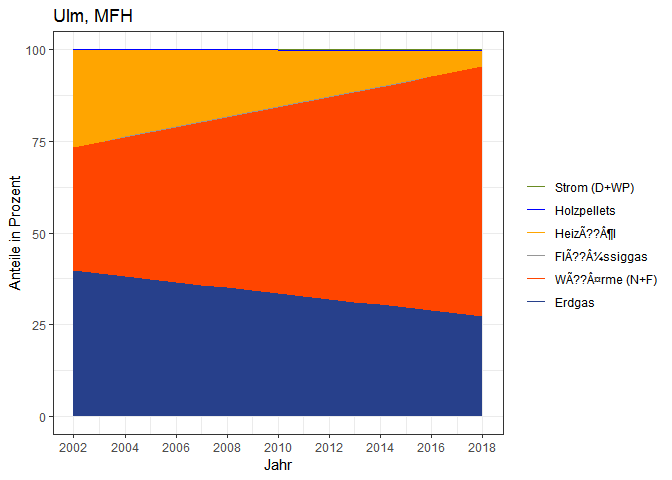 Ulm, MFH
100
75
50
25
0
Anteile in Prozent
2002 2004 2006 2008 2010 2012 2014 2016 2018
Jahr
Strom (D+WP)
Holzpellets
HeizÃ??Â¶l
FlÃ??Â¼ssiggas
WÃ??Â¤rme (N+F)
Erdgas